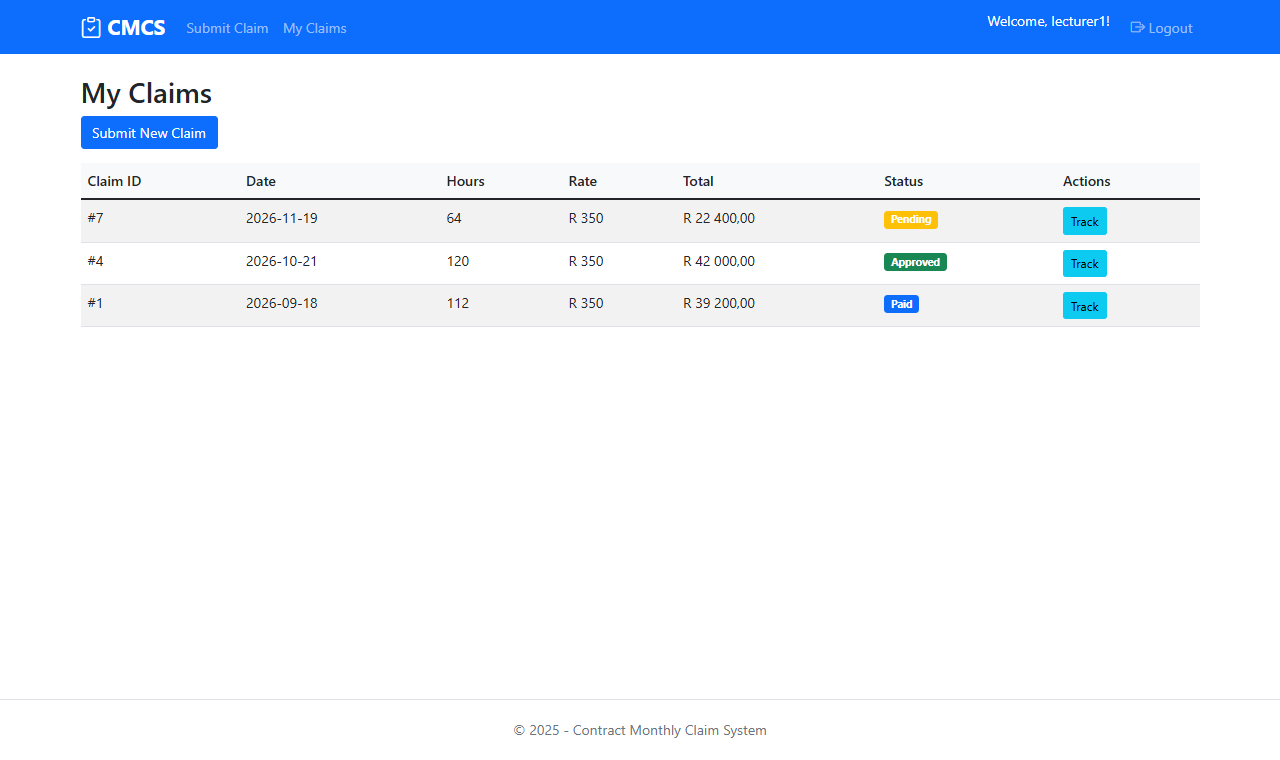 CMCS Submit Claim My Claims Welcome, lecturer1! Logout
My Claims
Submit New Claim
Claim ID Date Hours Rate Total Status Actions
#7 2026-11-19 64 R 350 R 22 400,00 Pending Track
#4 2026-10-21 120 R 350 R 42 000,00 Approved Track
#1 2026-09-18 112 R 350 R 39 200,00 Paid Track
© 2025 - Contract Monthly Claim System